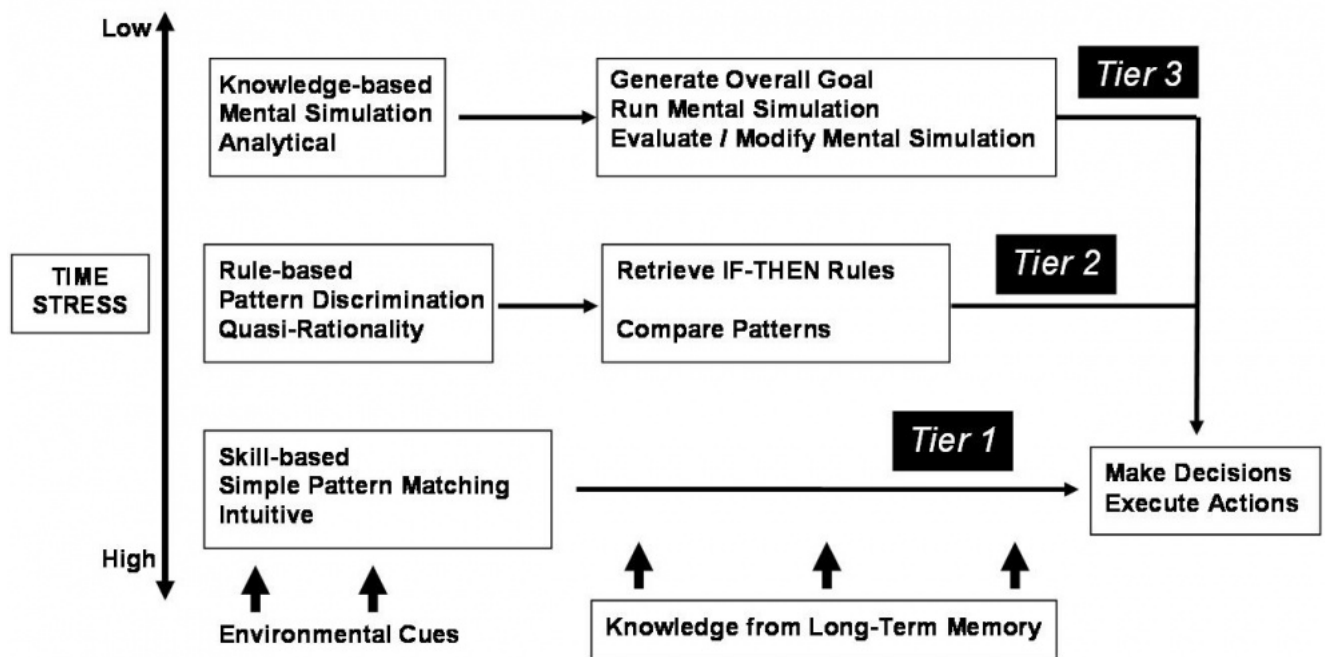 Low
Knowledge-based
Mental Simulation
Analytical
Generate Overall Goal
Run Mental Simulation
Evaluate / Modify Mental Simulation
Tier 3
TIME
STRESS
Rule-based
Pattern Discrimination
Quasi-Rationality
Retrieve IF-THEN Rules
Compare Patterns
Tier 2
Skill-based
Simple Pattern Matching
Intuitive
Tier 1
Make Decisions
Execute Actions
High
Environmental Cues
Knowledge from Long-Term Memory